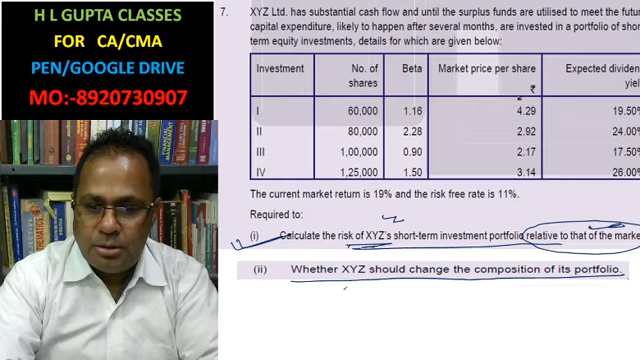 H L GUPTA CLASSES
FOR CA/CMA
PEN/GOOGLE DRIVE
MO:-8920730907
7. XYZ Ltd. has substantial cash flow and until the surplus funds are utilised to meet the futur
capital expenditure, likely to happen after several months, are invested in a portfolio of shor
term equity investments, details for which are given below:
Investment No. of shares Beta Market price per share ₹ Expected dividen yiel
I 60,000 1.16 4.29 19.50%
II 80,000 2.28 2.92 24.00%
III 1,00,000 0.90 2.17 17.50%
IV 1,25,000 1.50 3.14 26.00%
The current market return is 19% and the risk free rate is 11%.
Required to:
(i) Calculate the risk of XYZ's short-term investment portfolio relative to that of the marke
(ii) Whether XYZ should change the composition of its portfolio.